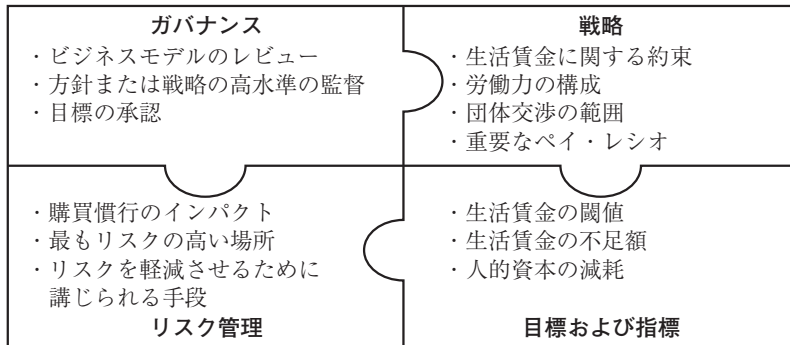 ガバナンス
・ビジネスモデルのレビュー
・方針または戦略の高水準の監督
・目標の承認
戦略
・生活賃金に関する約束
・労働力の構成
・団体交渉の範囲
・重要なペイ・レシオ
・購買慣行のインパクト
・最もリスクの高い場所
・リスクを軽減させるために
講じられる手段
リスク管理
・生活賃金の閾値
・生活賃金の不足額
・人的資本の減耗
目標および指標